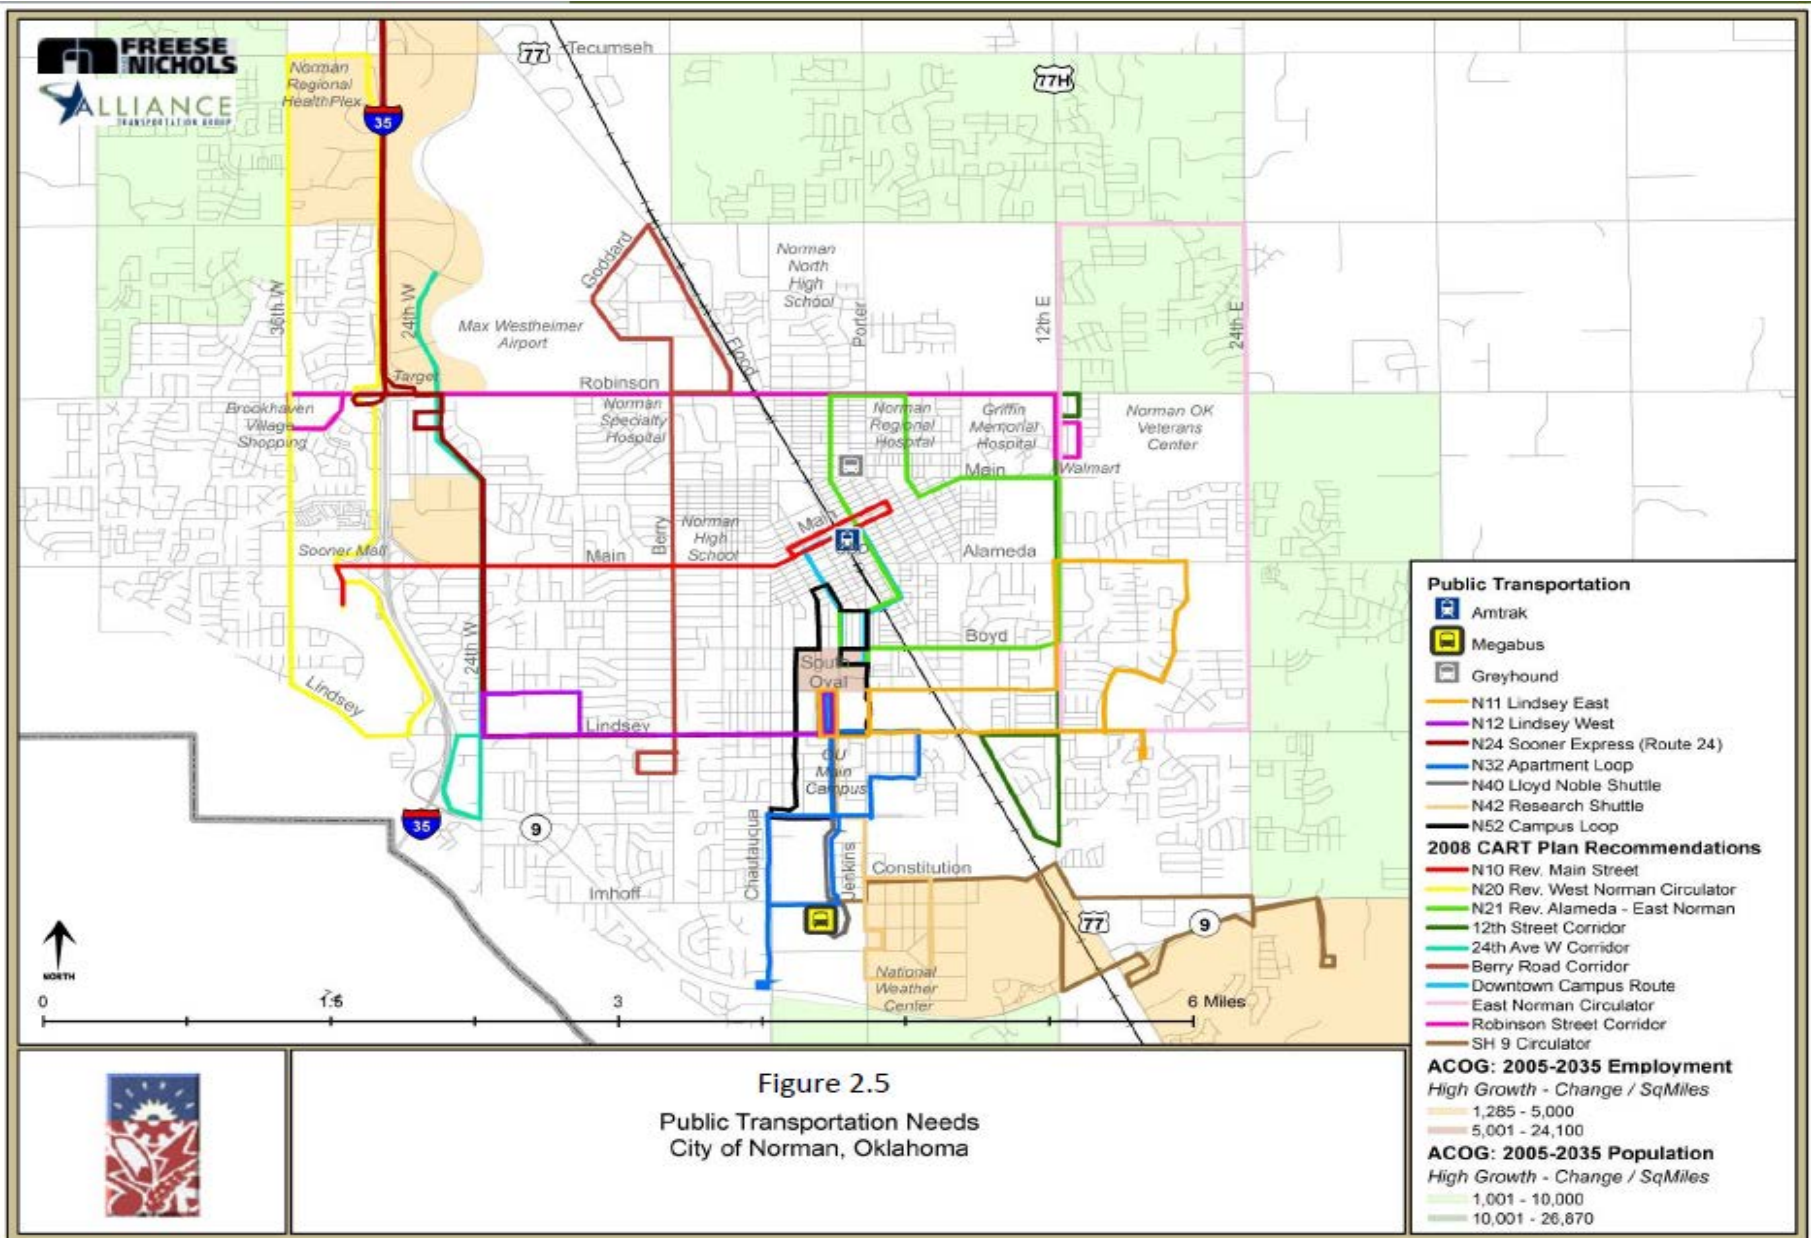 FREESE
NICHOLS
ALLIANCE
TRANSPORTATION GROUP
77
Tecumseh
77H
Norman
Regional
HealthPlex
35
Goddard
Norman
North
High
School
36th W
24th W
Max Westheimer
Airport
Flood
Porter
12th E
24th E
Target
Robinson
Brookhaven
Village
Shopping
Norman
Specialty
Hospital
Norman
Regional
Hospital
Griffin
Memorial
Hospital
Norman OK
Veterans
Center
Main
Walmart
Berry
Norman
High
School
Main
Sooner Mall
Main
Alameda
24th W
Boyd
South
Oval
Lindsey
Lindsey
OU
Main
Campus
35
9
Chautauqua
Jenkins
Constitution
Imhoff
77
9
National
Weather
Center
NORTH
0
1.5
3
6 Miles
Public Transportation
Amtrak
Megabus
Greyhound
N11 Lindsey East
N12 Lindsey West
N24 Sooner Express (Route 24)
N32 Apartment Loop
N40 Lloyd Noble Shuttle
N42 Research Shuttle
N52 Campus Loop
2008 CART Plan Recommendations
N10 Rev. Main Street
N20 Rev. West Norman Circulator
N21 Rev. Alameda - East Norman
12th Street Corridor
24th Ave W Corridor
Berry Road Corridor
Downtown Campus Route
East Norman Circulator
Robinson Street Corridor
SH 9 Circulator
ACOG: 2005-2035 Employment
High Growth - Change / SqMiles
1,285 - 5,000
5,001 - 24,100
ACOG: 2005-2035 Population
High Growth - Change / SqMiles
1,001 - 10,000
10,001 - 26,870
Figure 2.5
Public Transportation Needs
City of Norman, Oklahoma